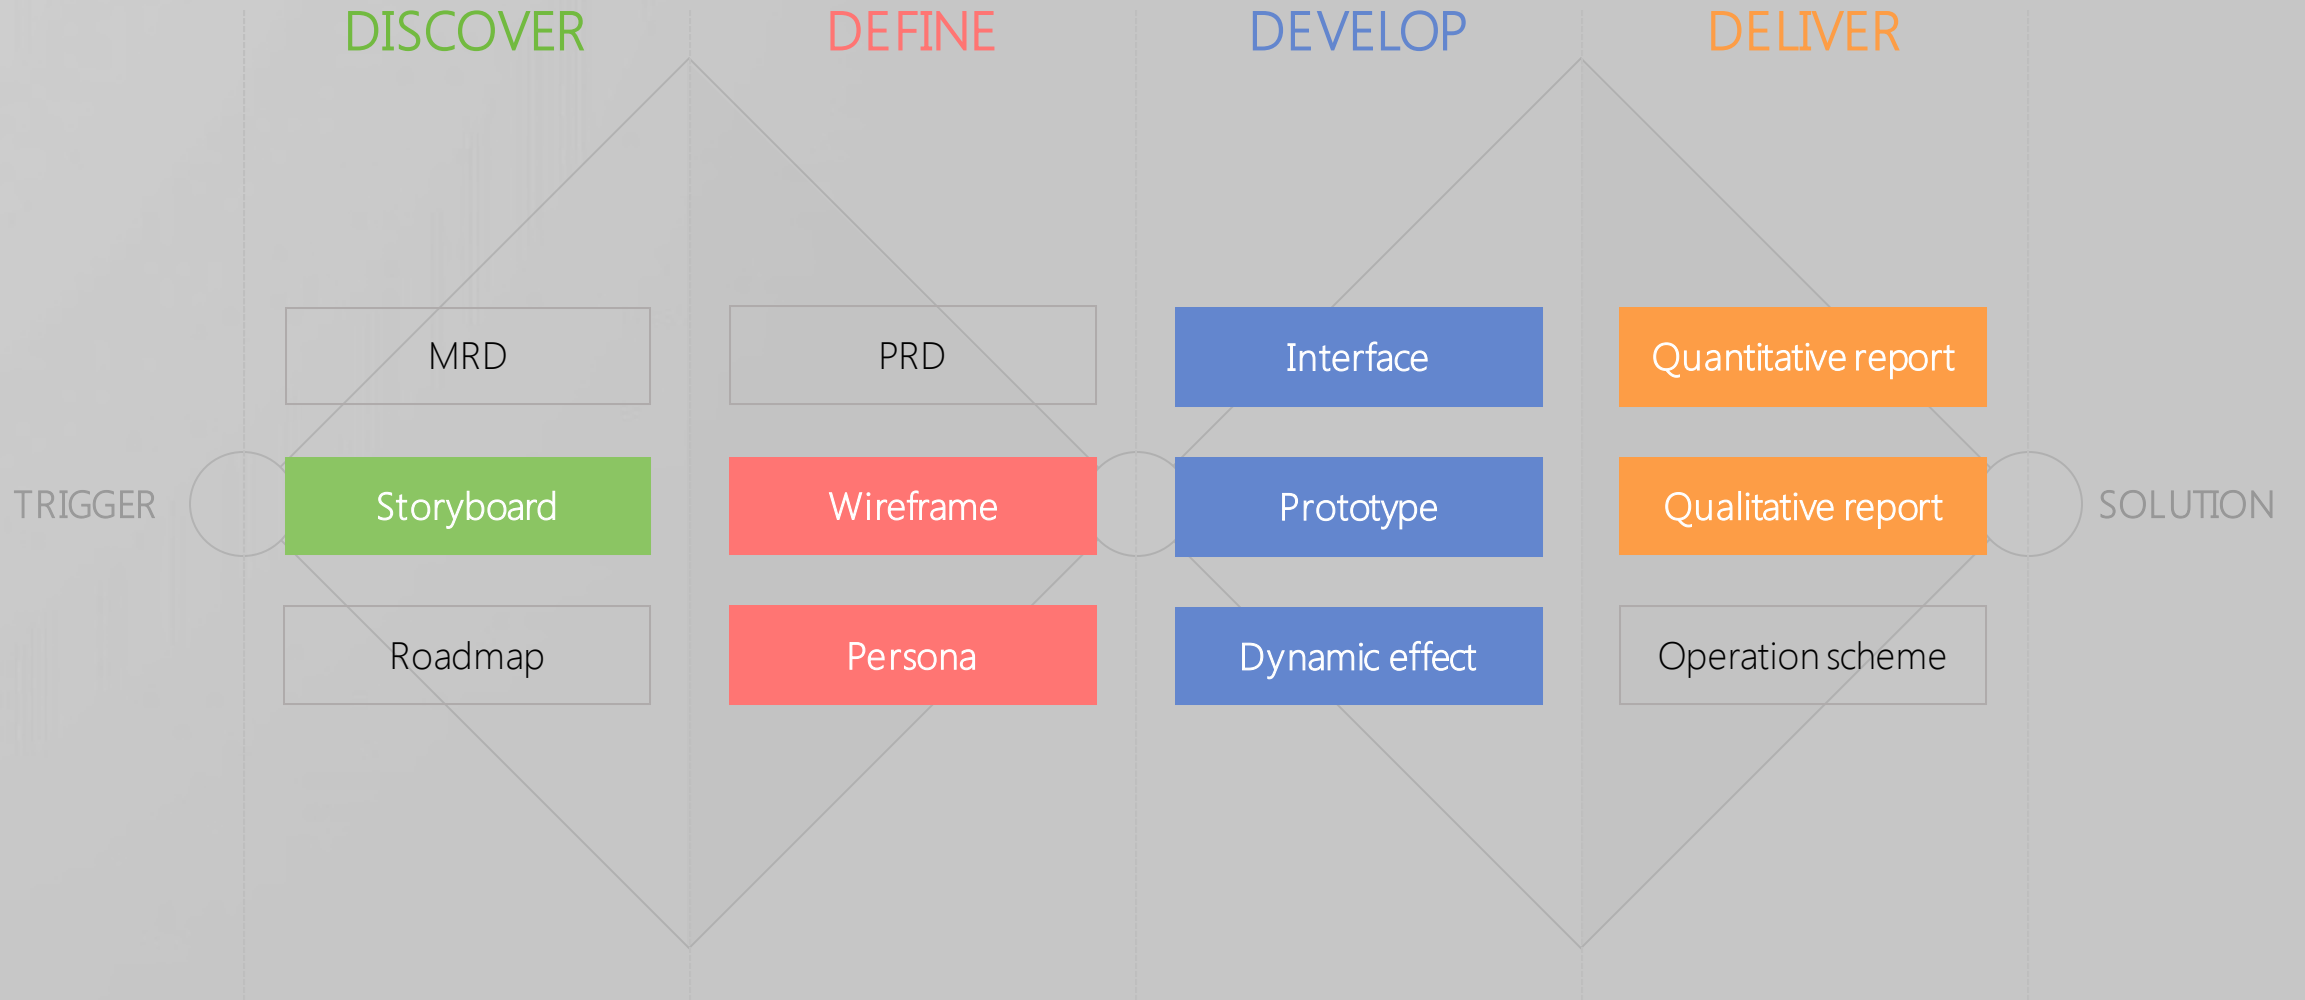 DISCOVER
DEFINE
DEVELOP
DELIVER
MRD
PRD
Interface
Quantitative report
TRIGGER
Storyboard
Wireframe
Prototype
Qualitative report
SOLUTION
Roadmap
Persona
Dynamic effect
Operation scheme